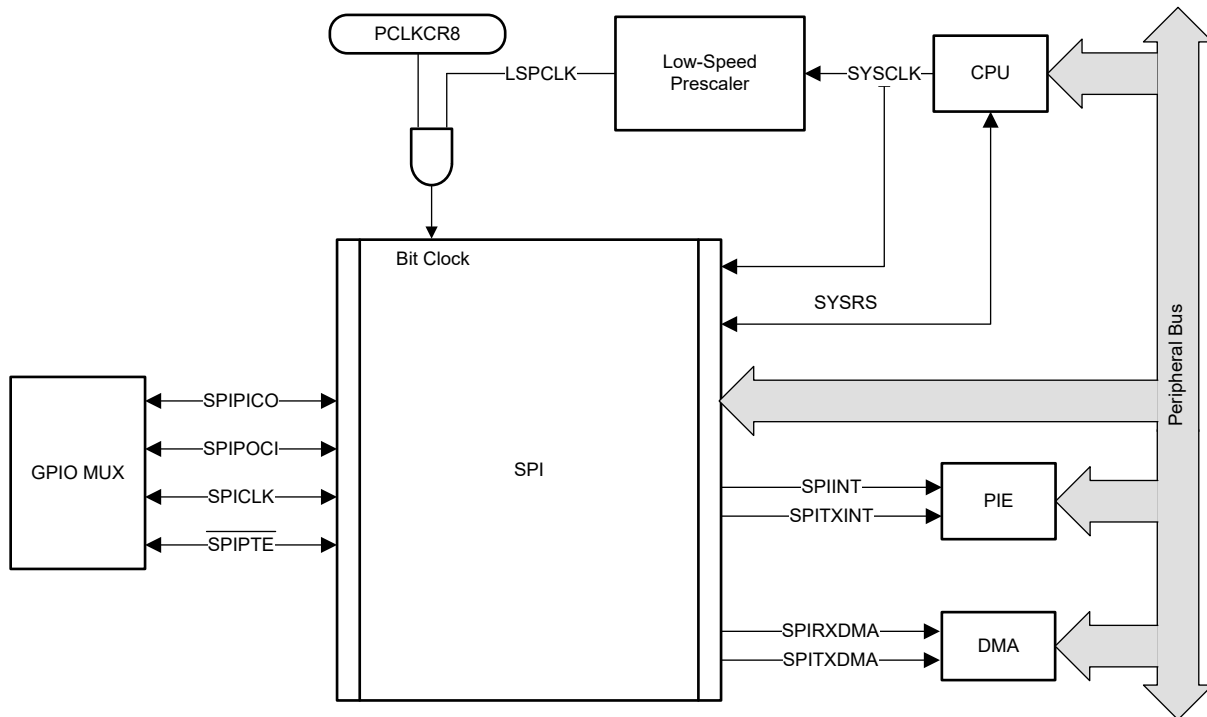 PCLKCR8
LSPCLK
Low-Speed
Prescaler
SYSCLK
CPU
Bit Clock
SYSRS
Peripheral Bus
GPIO MUX
SPIPICO
SPIPOCI
SPICLK
SPIPTE
SPI
SPIINT
SPITXINT
PIE
SPIRXDMA
SPITXDMA
DMA